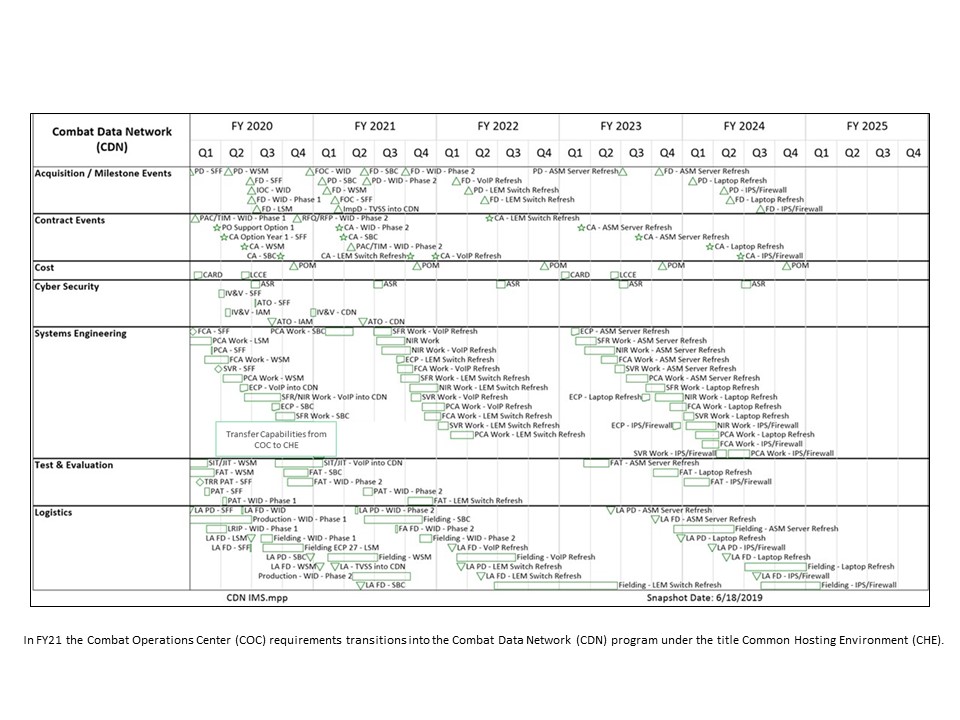 Combat Data Network
(CDN)
FY 2020 FY 2021 FY 2022 FY 2023 FY 2024 FY 2025
Q1 Q2 Q3 Q4 Q1 Q2 Q3 Q4 Q1 Q2 Q3 Q4 Q1 Q2 Q3 Q4 Q1 Q2 Q3 Q4 Q1 Q2 Q3 Q4
Acquisition / Milestone Events
PD - SFF PD - WSM FOC - WID FD - SBC FD - WID - Phase 2 PD - ASM Server Refresh FD - ASM Server Refresh
FD - SFF PD - SBC PD - WID - Phase 2 FD - VoIP Refresh PD - Laptop Refresh
IOC - WID FD - WSM PD - LEM Switch Refresh PD - IPS/Firewall
FD - WID - Phase 1 FOC - SFF FD - LEM Switch Refresh FD - Laptop Refresh
FD - LSM ImpD - TVSS into CDN FD - IPS/Firewall
Contract Events
PAC/TIM - WID - Phase 1 RFQ/RFP - WID - Phase 2 CA - LEM Switch Refresh
PO Support Option 1 CA - WID - Phase 2 CA - ASM Server Refresh
CA Option Year 1 - SFF CA - SBC CA - ASM Server Refresh
CA - WSM PAC/TIM - WID - Phase 2 CA - Laptop Refresh
CA - SBC CA - LEM Switch Refresh CA - VoIP Refresh CA - IPS/Firewall
Cost
POM POM POM POM POM
CARD LCCE CARD LCCE
Cyber Security
ASR ASR ASR ASR ASR
IV&V - SFF
ATO - SFF
IV&V - IAM IV&V - CDN
ATO - IAM ATO - CDN
Systems Engineering
FCA - SFF PCA Work - SBC SFR Work - VoIP Refresh ECP - ASM Server Refresh
PCA Work - LSM NIR Work SFR Work - ASM Server Refresh
PCA - SFF NIR Work - VoIP Refresh NIR Work - ASM Server Refresh
FCA Work - WSM ECP - LEM Switch Refresh FCA Work - ASM Server Refresh
SVR - SFF FCA Work - VoIP Refresh SVR Work - ASM Server Refresh
PCA Work - WSM SFR Work - LEM Switch Refresh PCA Work - ASM Server Refresh
ECP - VoIP into CDN NIR Work - LEM Switch Refresh SFR Work - Laptop Refresh
SFR/NIR Work - VoIP into CDN SVR Work - VoIP Refresh ECP - Laptop Refresh NIR Work - Laptop Refresh
ECP - SBC PCA Work - VoIP Refresh FCA Work - Laptop Refresh
SFR Work - SBC FCA Work - LEM Switch Refresh SVR Work - Laptop Refresh
SVR Work - LEM Switch Refresh ECP - IPS/Firewall NIR Work - IPS/Firewall
Transfer Capabilities from
COC to CHE
PCA Work - LEM Switch Refresh PCA Work - Laptop Refresh
FCA Work - IPS/Firewall
SVR Work - IPS/Firewall PCA Work - IPS/Firewall
Test & Evaluation
SIT/JIT - WSM SIT/JIT - VoIP into CDN FAT - ASM Server Refresh
FAT - WSM FAT - SBC FAT - Laptop Refresh
TRR PAT - SFF FAT - WID - Phase 2 FAT - IPS/Firewall
PAT - SFF PAT - WID - Phase 2
PAT - WID - Phase 1 FAT - LEM Switch Refresh
Logistics
LA PD - SFF LA FD - WID LA PD - WID - Phase 2 LA PD - ASM Server Refresh
Production - WID - Phase 1 Fielding - SBC LA FD - ASM Server Refresh
LRIP - WID - Phase 1 FA FD - WID - Phase 2 Fielding - ASM Server Refresh
LA FD - LSM Fielding - WID - Phase 1 Fielding - WID - Phase 2 LA PD - Laptop Refresh
LA FD - SFF Fielding ECP 27 - LSM LA FD - VoIP Refresh LA PD - IPS/Firewall
LA PD - SBC Fielding - WSM Fielding - VoIP Refresh LA FD - Laptop Refresh
LA FD - WSM LA - TVSS into CDN LA PD - LEM Switch Refresh Fielding - Laptop Refresh
Production - WID - Phase 2 LA FD - LEM Switch Refresh LA FD - IPS/Firewall
LA FD - SBC Fielding - LEM Switch Refresh Fielding - IPS/Firewall
CDN IMS.mpp Snapshot Date: 6/18/2019
In FY21 the Combat Operations Center (COC) requirements transitions into the Combat Data Network (CDN) program under the title Common Hosting Environment (CHE).